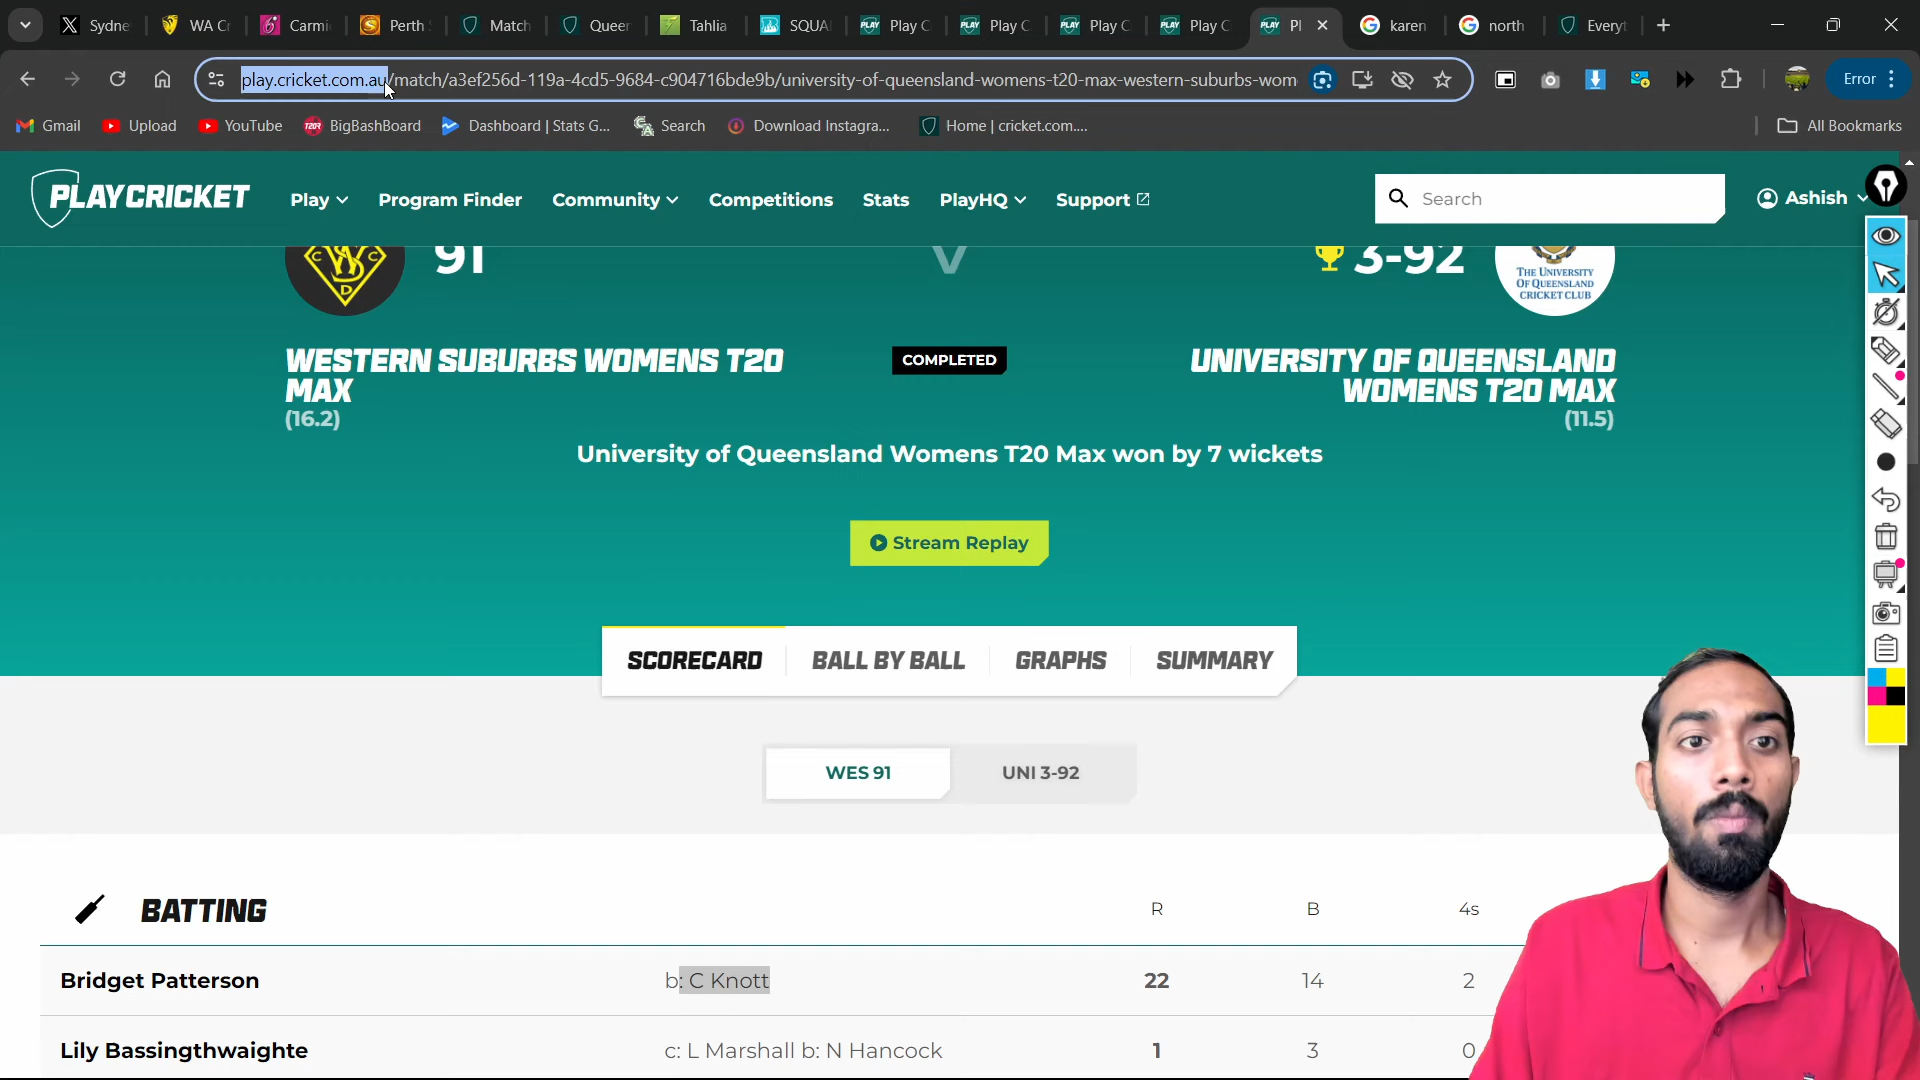 Sydne
WA Cr
Carmi
Perth
Match
Queen
Tahlia
SQUA
Play C
Play C
Play C
Play C
Pl
karen
north
Everyt
play.cricket.com.au/match/a3ef256d-119a-4cd5-9684-c904716bde9b/university-of-queensland-womens-t20-max-western-suburbs-wom
Error
Gmail
Upload
YouTube
BigBashBoard
Dashboard | Stats G...
Search
Download Instagra...
Home | cricket.com....
All Bookmarks
PLAYCRICKET
Play
Program Finder
Community
Competitions
Stats
PlayHQ
Support
Search
Ashish
91
V
3-92
THE UNIVERSITY
OF QUEENSLAND
CRICKET CLUB
WESTERN SUBURBS WOMENS T20
MAX
(16.2)
COMPLETED
UNIVERSITY OF QUEENSLAND
WOMENS T20 MAX
(11.5)
University of Queensland Womens T20 Max won by 7 wickets
Stream Replay
SCORECARD
BALL BY BALL
GRAPHS
SUMMARY
WES 91
UNI 3-92
BATTING
R
B
4s
Bridget Patterson
b: C Knott
22
14
2
Lily Bassingthwaighte
c: L Marshall b: N Hancock
1
3
0